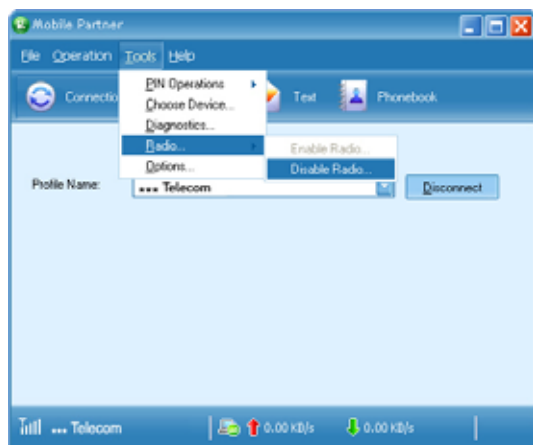 Mobile Partner
File Operation Tools Help
Connectio
Text
Phonebook
PIN Operations
Choose Device...
Diagnostics...
Radio...
Options...
Enable Radio...
Disable Radio...
Profile Name:
... Telecom
Disconnect
... Telecom
0.00 KB/s
0.00 KB/s